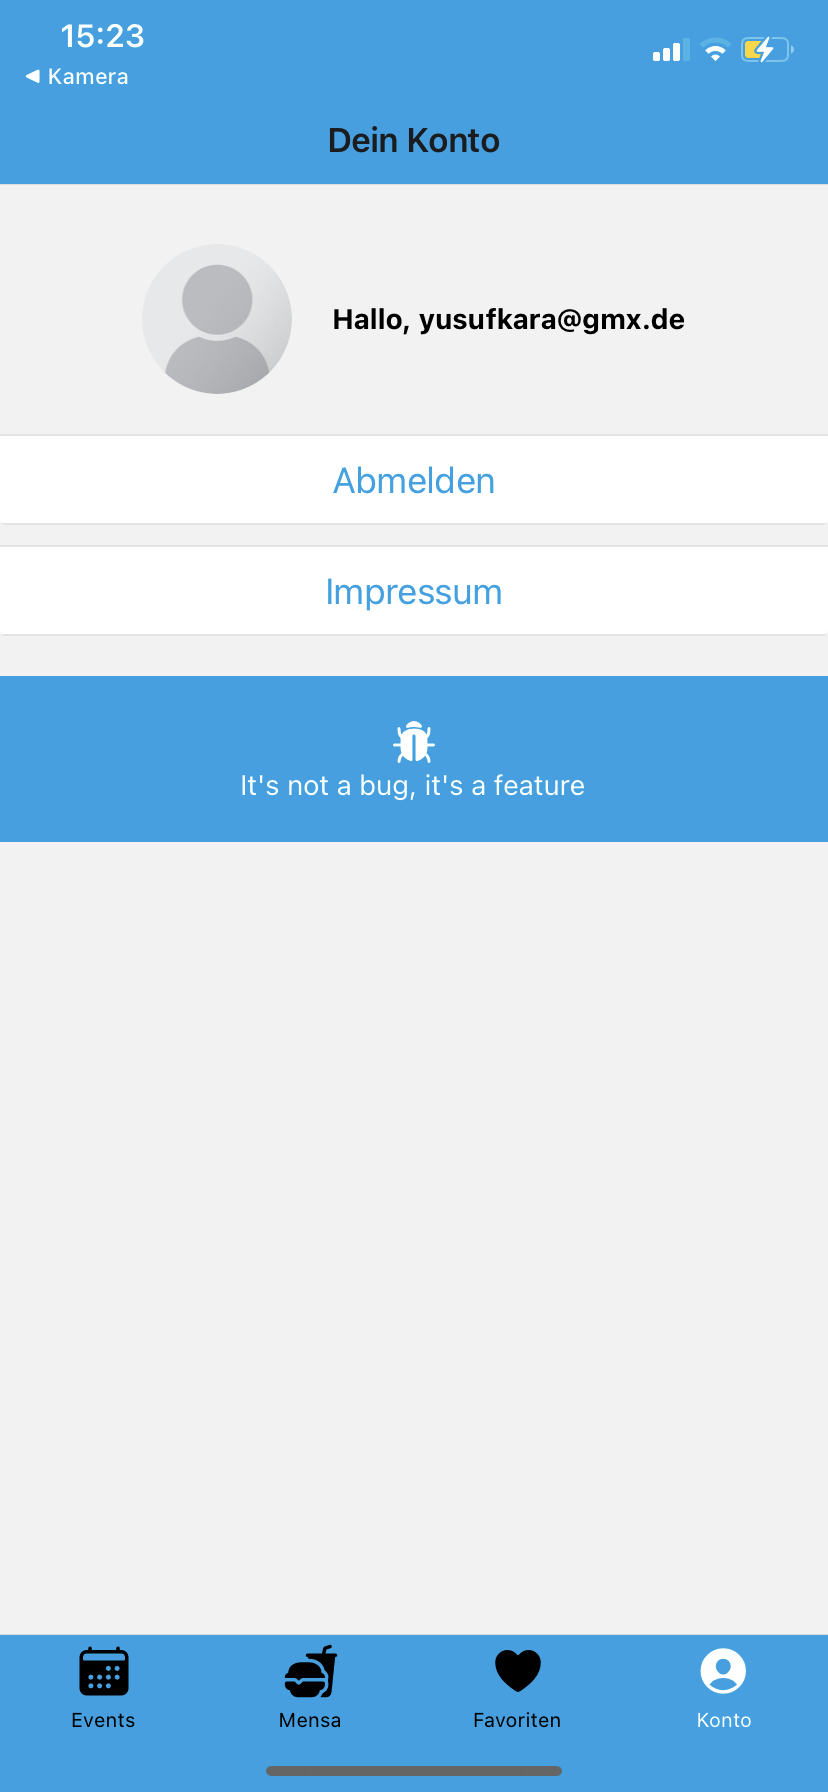 15:23
◀ Kamera
Dein Konto
Hallo, yusufkara@gmx.de
Abmelden
Impressum
It's not a bug, it's a feature
Events
Mensa
Favoriten
Konto